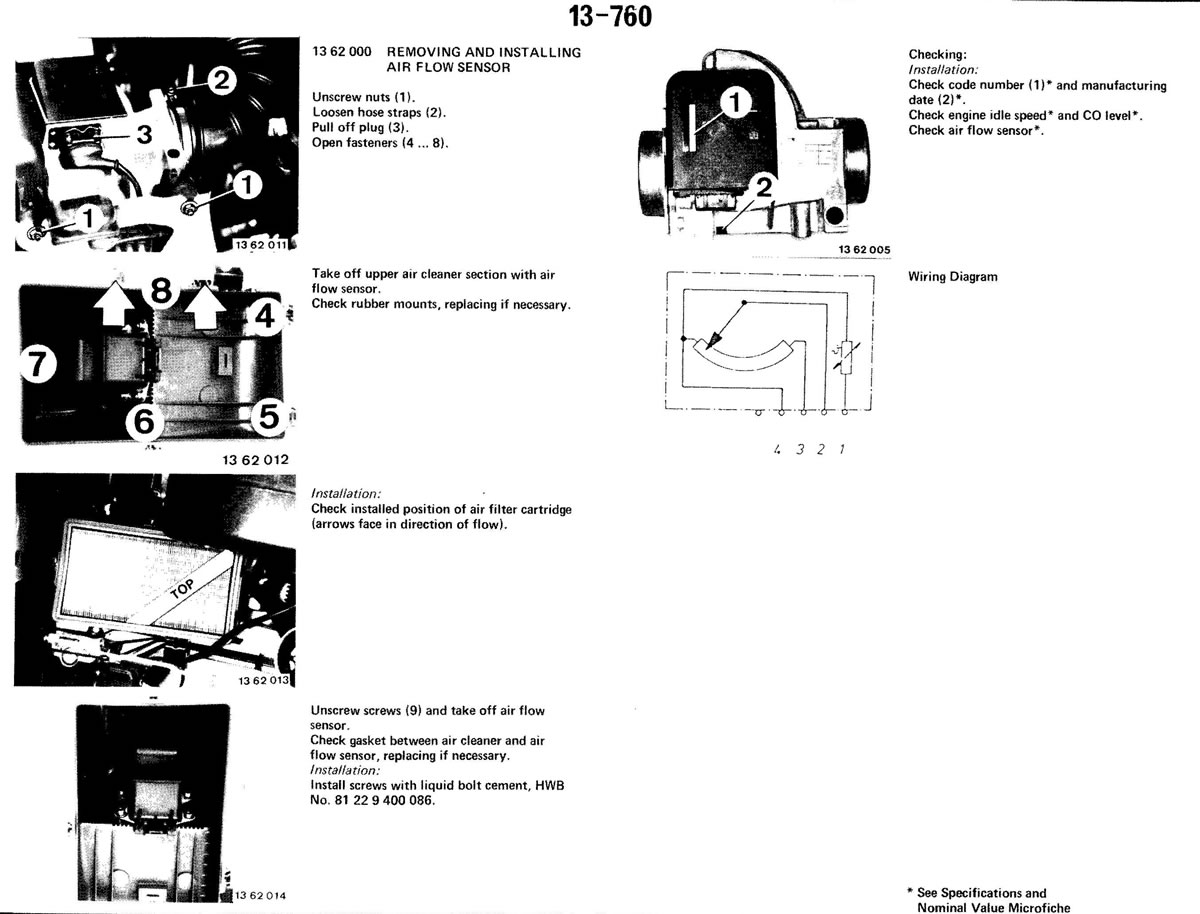 13-760
13 62 000 REMOVING AND INSTALLING
AIR FLOW SENSOR
Unscrew nuts (1).
Loosen hose straps (2).
Pull off plug (3).
Open fasteners (4 ... 8).
2
3
1
1
13 62 011
Take off upper air cleaner section with air
flow sensor.
Check rubber mounts, replacing if necessary.
8
4
7
6
5
13 62 012
Installation:
Check installed position of air filter cartridge
(arrows face in direction of flow).
TOP
13 62 013
Unscrew screws (9) and take off air flow
sensor.
Check gasket between air cleaner and air
flow sensor, replacing if necessary.
Installation:
Install screws with liquid bolt cement, HWB
No. 81 22 9 400 086.
13 62 014
Checking:
Installation:
Check code number (1)* and manufacturing
date (2)*.
Check engine idle speed* and CO level*.
Check air flow sensor*.
1
2
13 62 005
Wiring Diagram
4 3 2 1
* See Specifications and
Nominal Value Microfiche